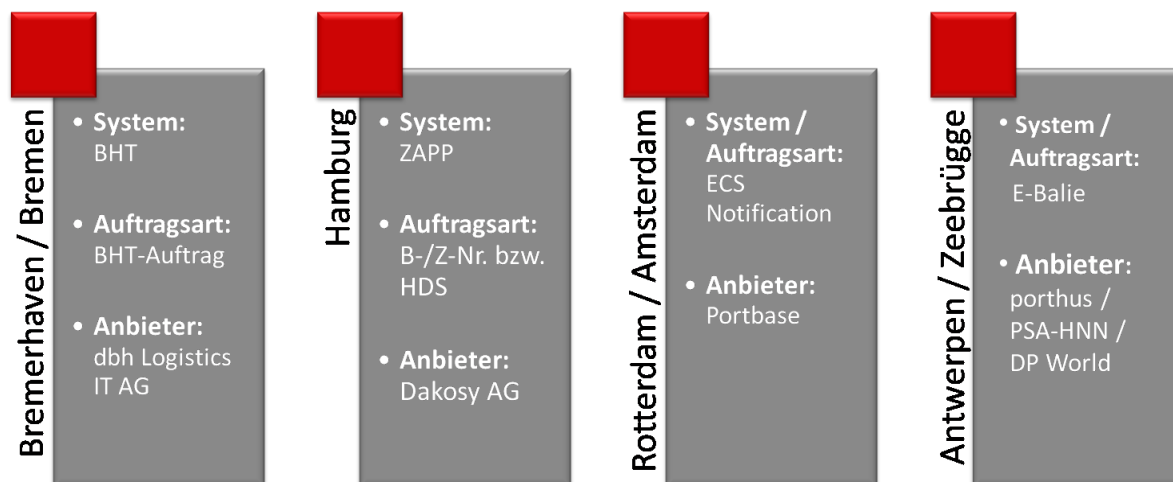 Bremerhaven / Bremen
• System:
BHT
• Auftragsart:
BHT-Auftrag
• Anbieter:
dbh Logistics
IT AG
Hamburg
• System:
ZAPP
• Auftragsart:
B-/Z-Nr. bzw.
HDS
• Anbieter:
Dakosy AG
Rotterdam / Amsterdam
• System /
Auftragsart:
ECS
Notification
• Anbieter:
Portbase
Antwerpen / Zeebrügge
• System /
Auftragsart:
E-Balie
• Anbieter:
porthus /
PSA-HNN /
DP World